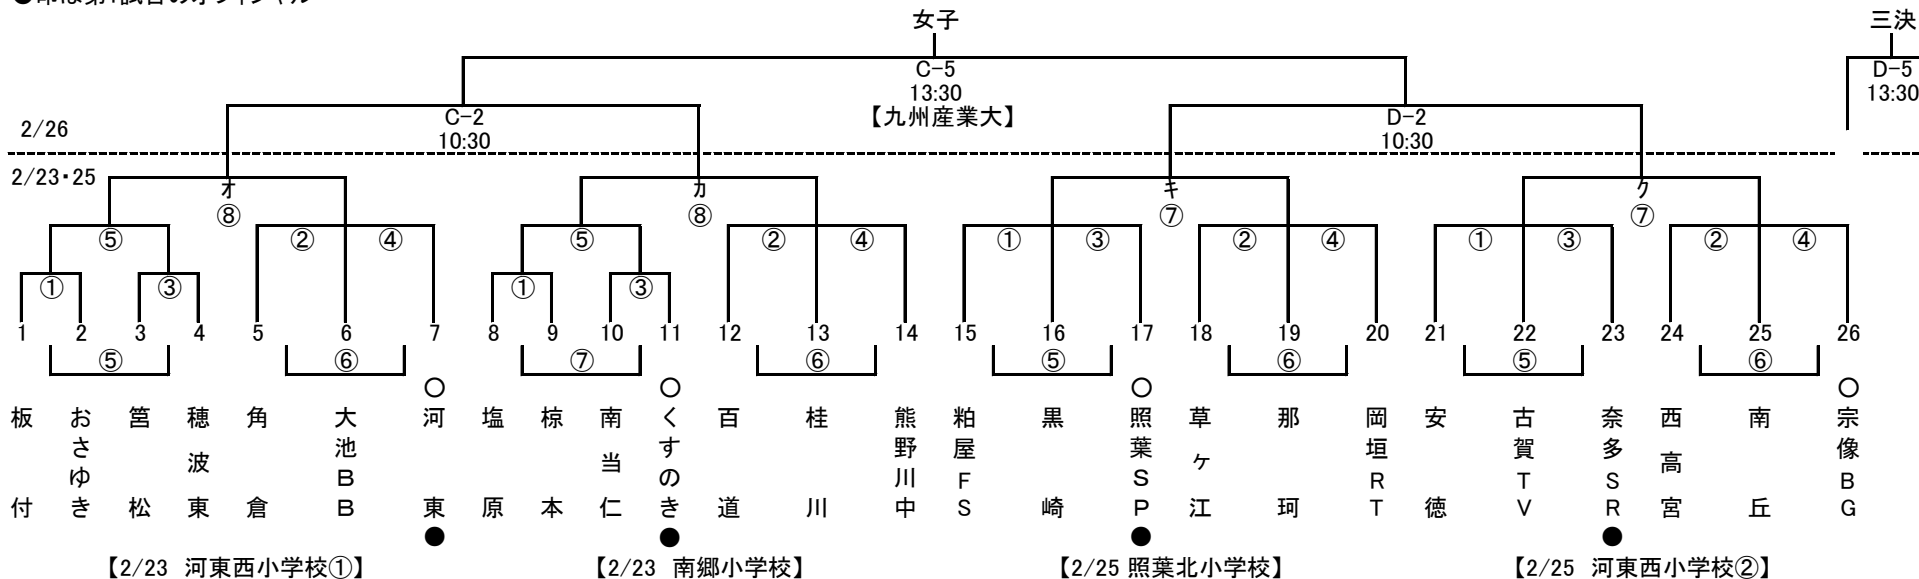 ●印は第1試合のオフィシャル
女子
三決
C-5
13:30
【九州産業大】
D-5
13:30
C-2
10:30
D-2
10:30
2/26
2/23・25
オ
⑧
カ
⑧
キ
⑦
ク
⑦
⑤ ② ④ ⑤ ② ④ ① ③ ② ④ ① ③ ② ④
① ③ ① ③
1 2 3 4 5 6 7 8 9 10 11 12 13 14 15 16 17 18 19 20 21 22 23 24 25 26
⑤ ⑥ ⑦ ⑥ ⑤ ⑥ ⑤ ⑥
○ ○ ○ ○
板付
おさゆき
筥松
穂波東
角倉
大池BB
河東
塩原
椋本
南当仁
くすのき
百道
桂川
熊野川中
粕屋FS
黒崎
照葉SP
草ヶ江
那珂
岡垣RT
安徳
古賀TV
奈多SR
西高宮
南丘
宗像BG
● ● ● ●
【2/23 河東西小学校①】
【2/23 南郷小学校】
【2/25 照葉北小学校】
【2/25 河東西小学校②】